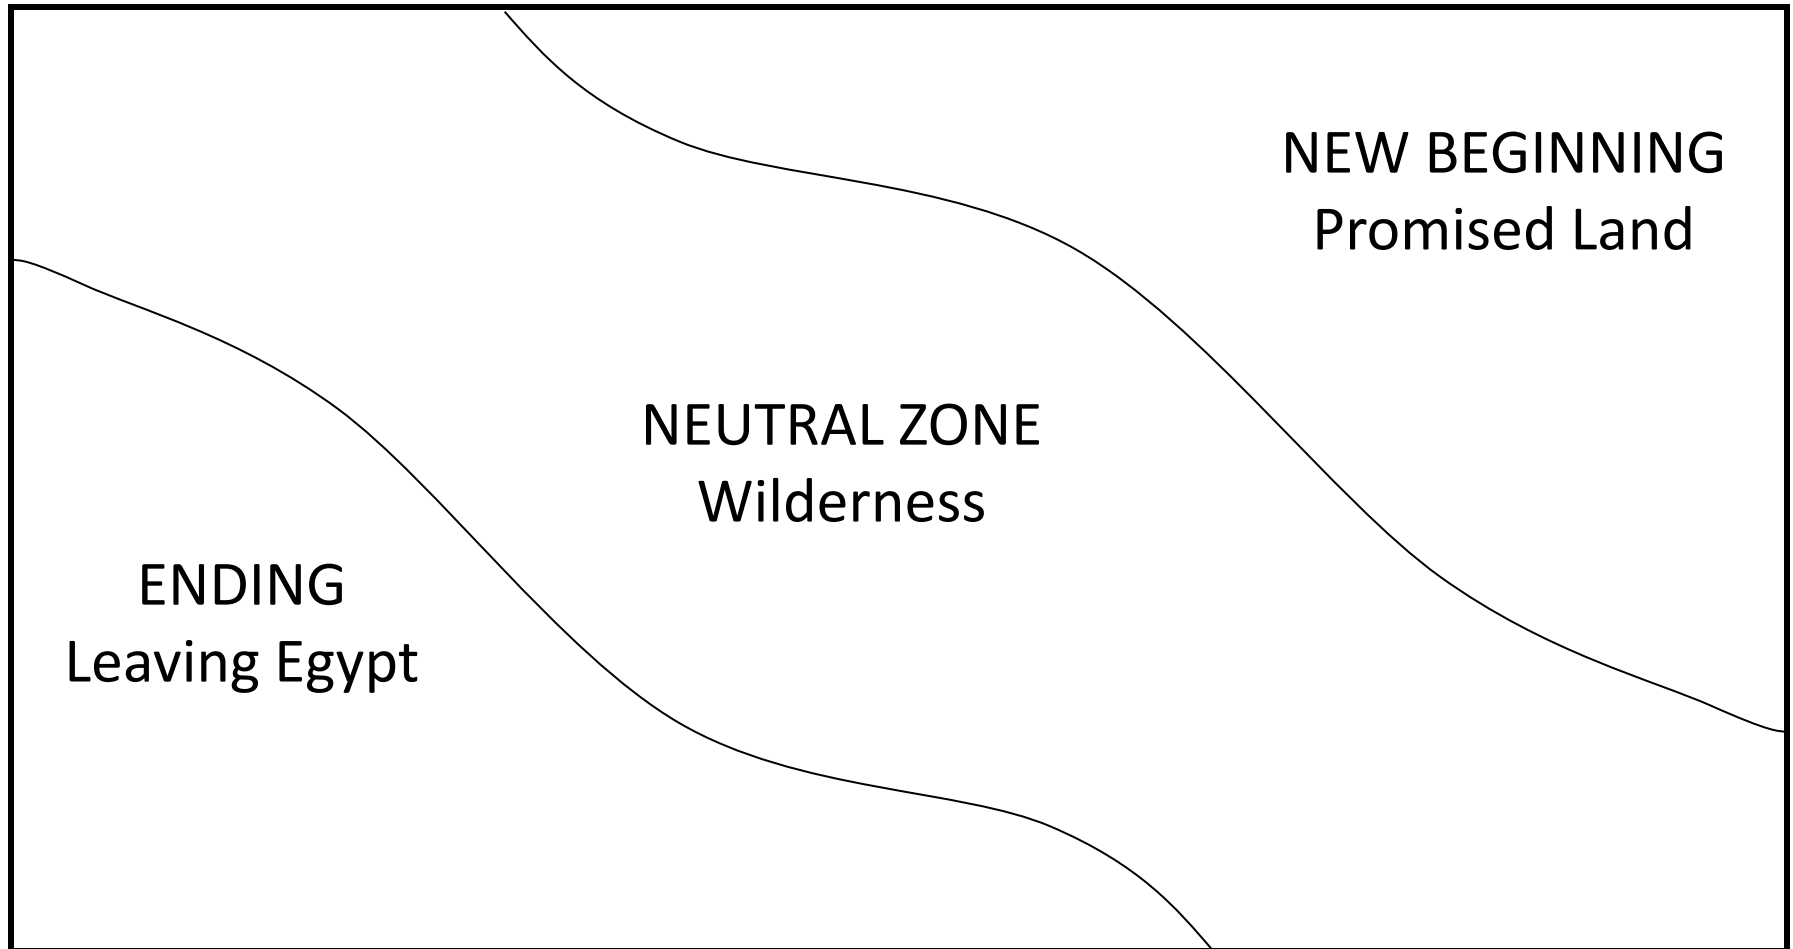 NEW BEGINNING
Promised Land
NEUTRAL ZONE
Wilderness
ENDING
Leaving Egypt